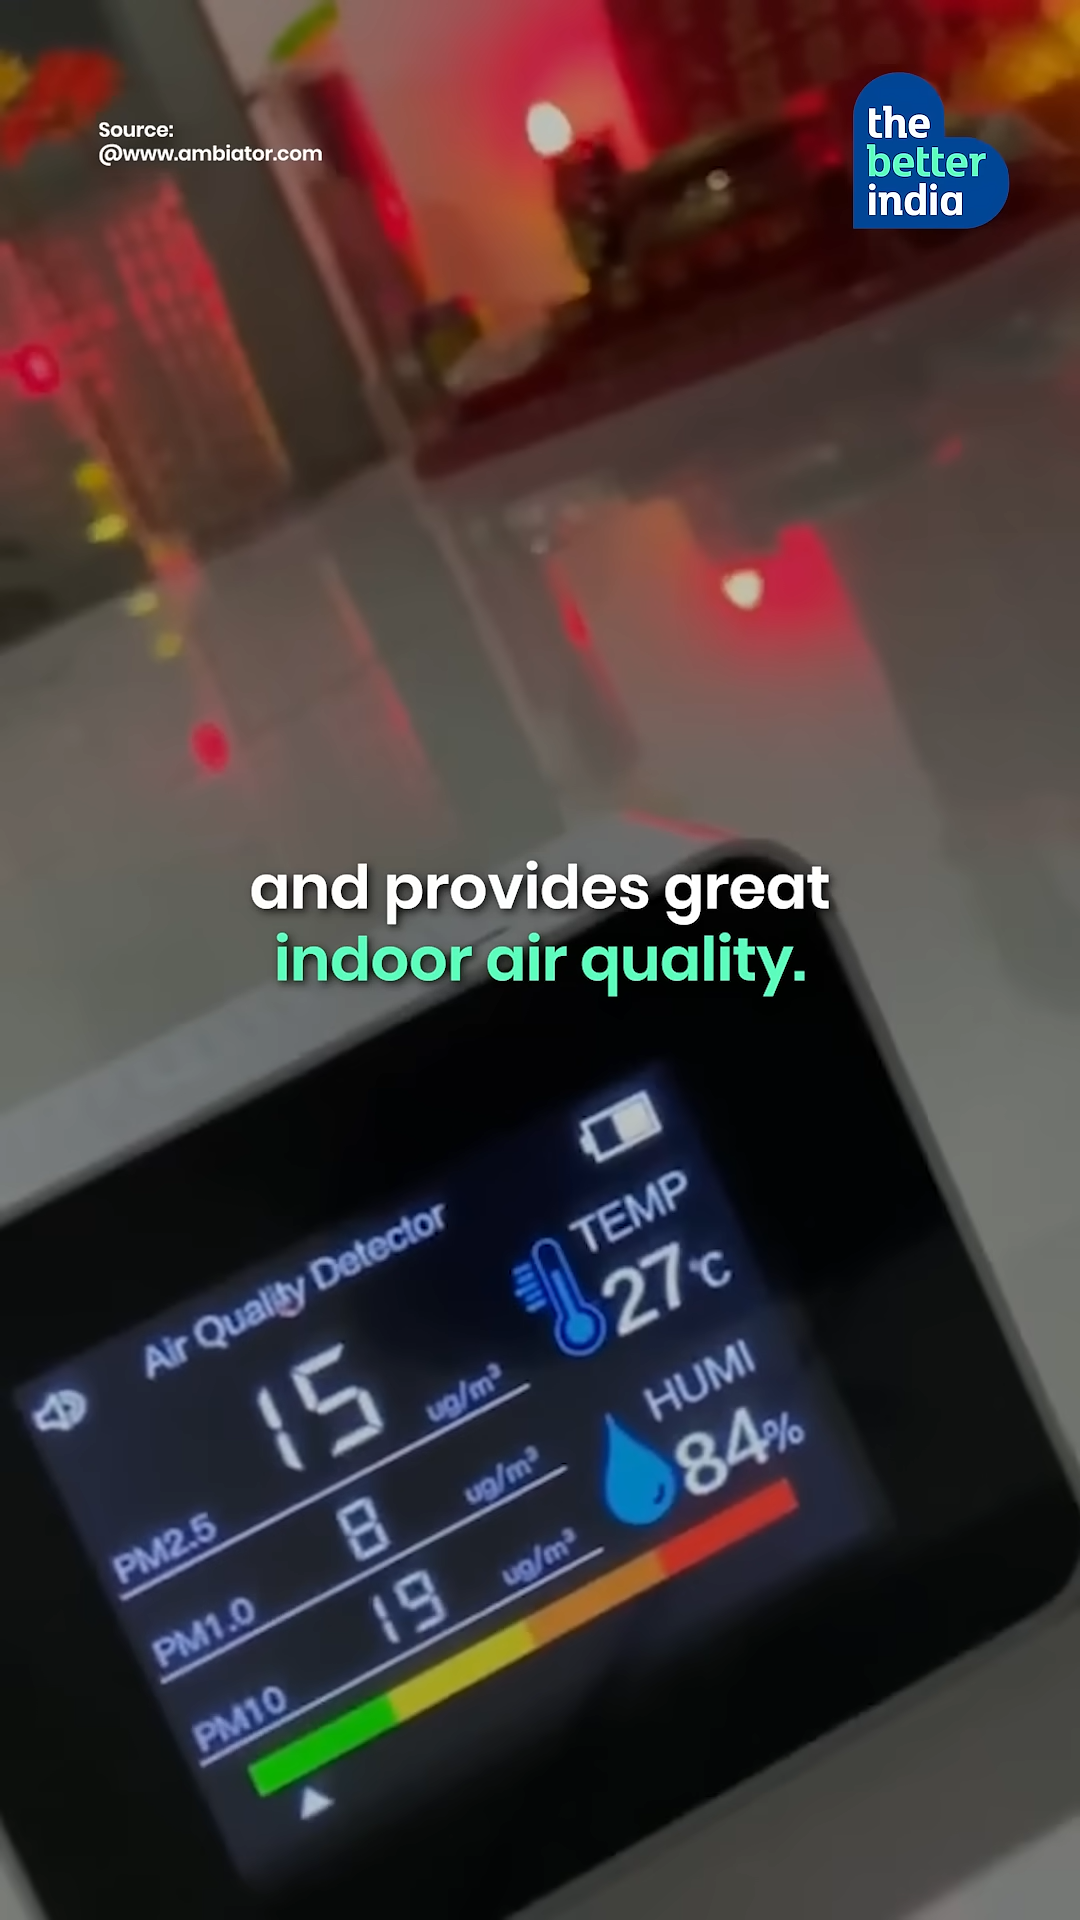 Source:
@www.ambiator.com
the
better
india
and provides great
indoor air quality.
Air Quality Detector
TEMP
27°C
15 ug/m³
HUMI
84%
PM2.5
8 ug/m³
PM1.0
19 ug/m³
PM10